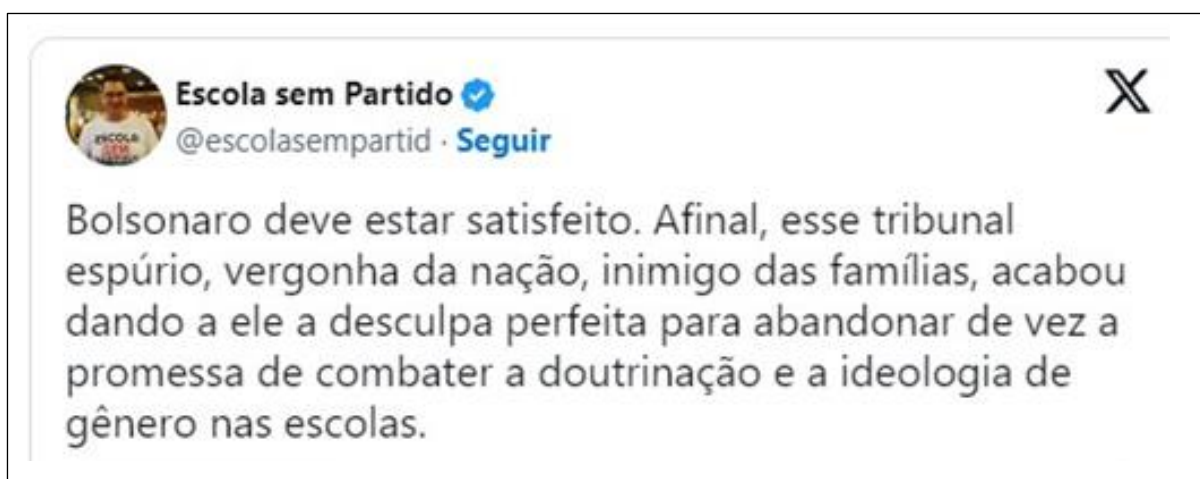 Escola sem Partido
@escolasempartid · Seguir
Bolsonaro deve estar satisfeito. Afinal, esse tribunal
espúrio, vergonha da nação, inimigo das famílias, acabou
dando a ele a desculpa perfeita para abandonar de vez a
promessa de combater a doutrinação e a ideologia de
gênero nas escolas.